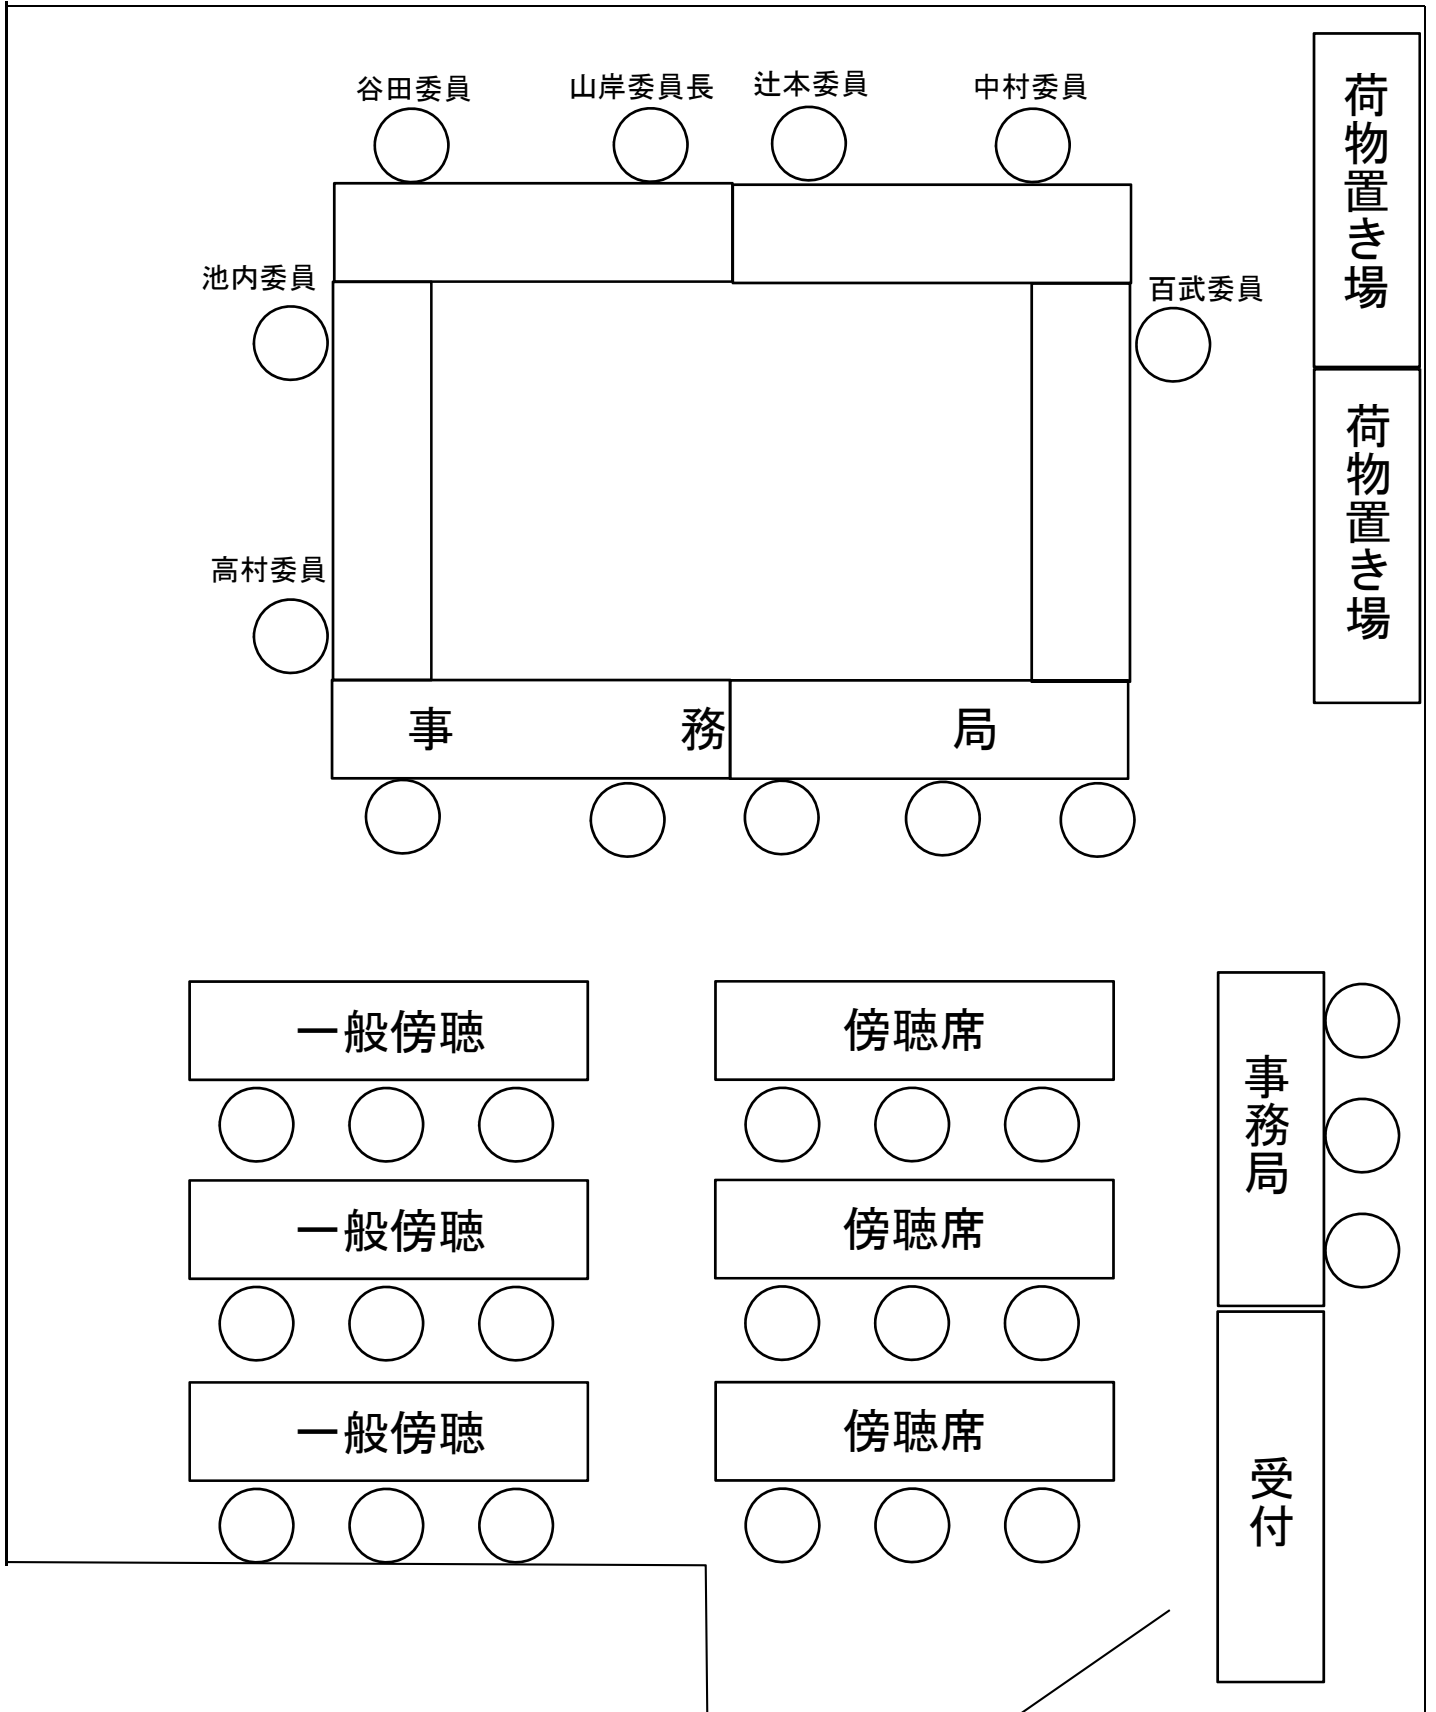 谷田委員
山岸委員長
辻本委員
中村委員
荷物置き場
池内委員
百武委員
荷物置き場
高村委員
事務局
一般傍聴
傍聴席
事務局
一般傍聴
傍聴席
一般傍聴
傍聴席
受付